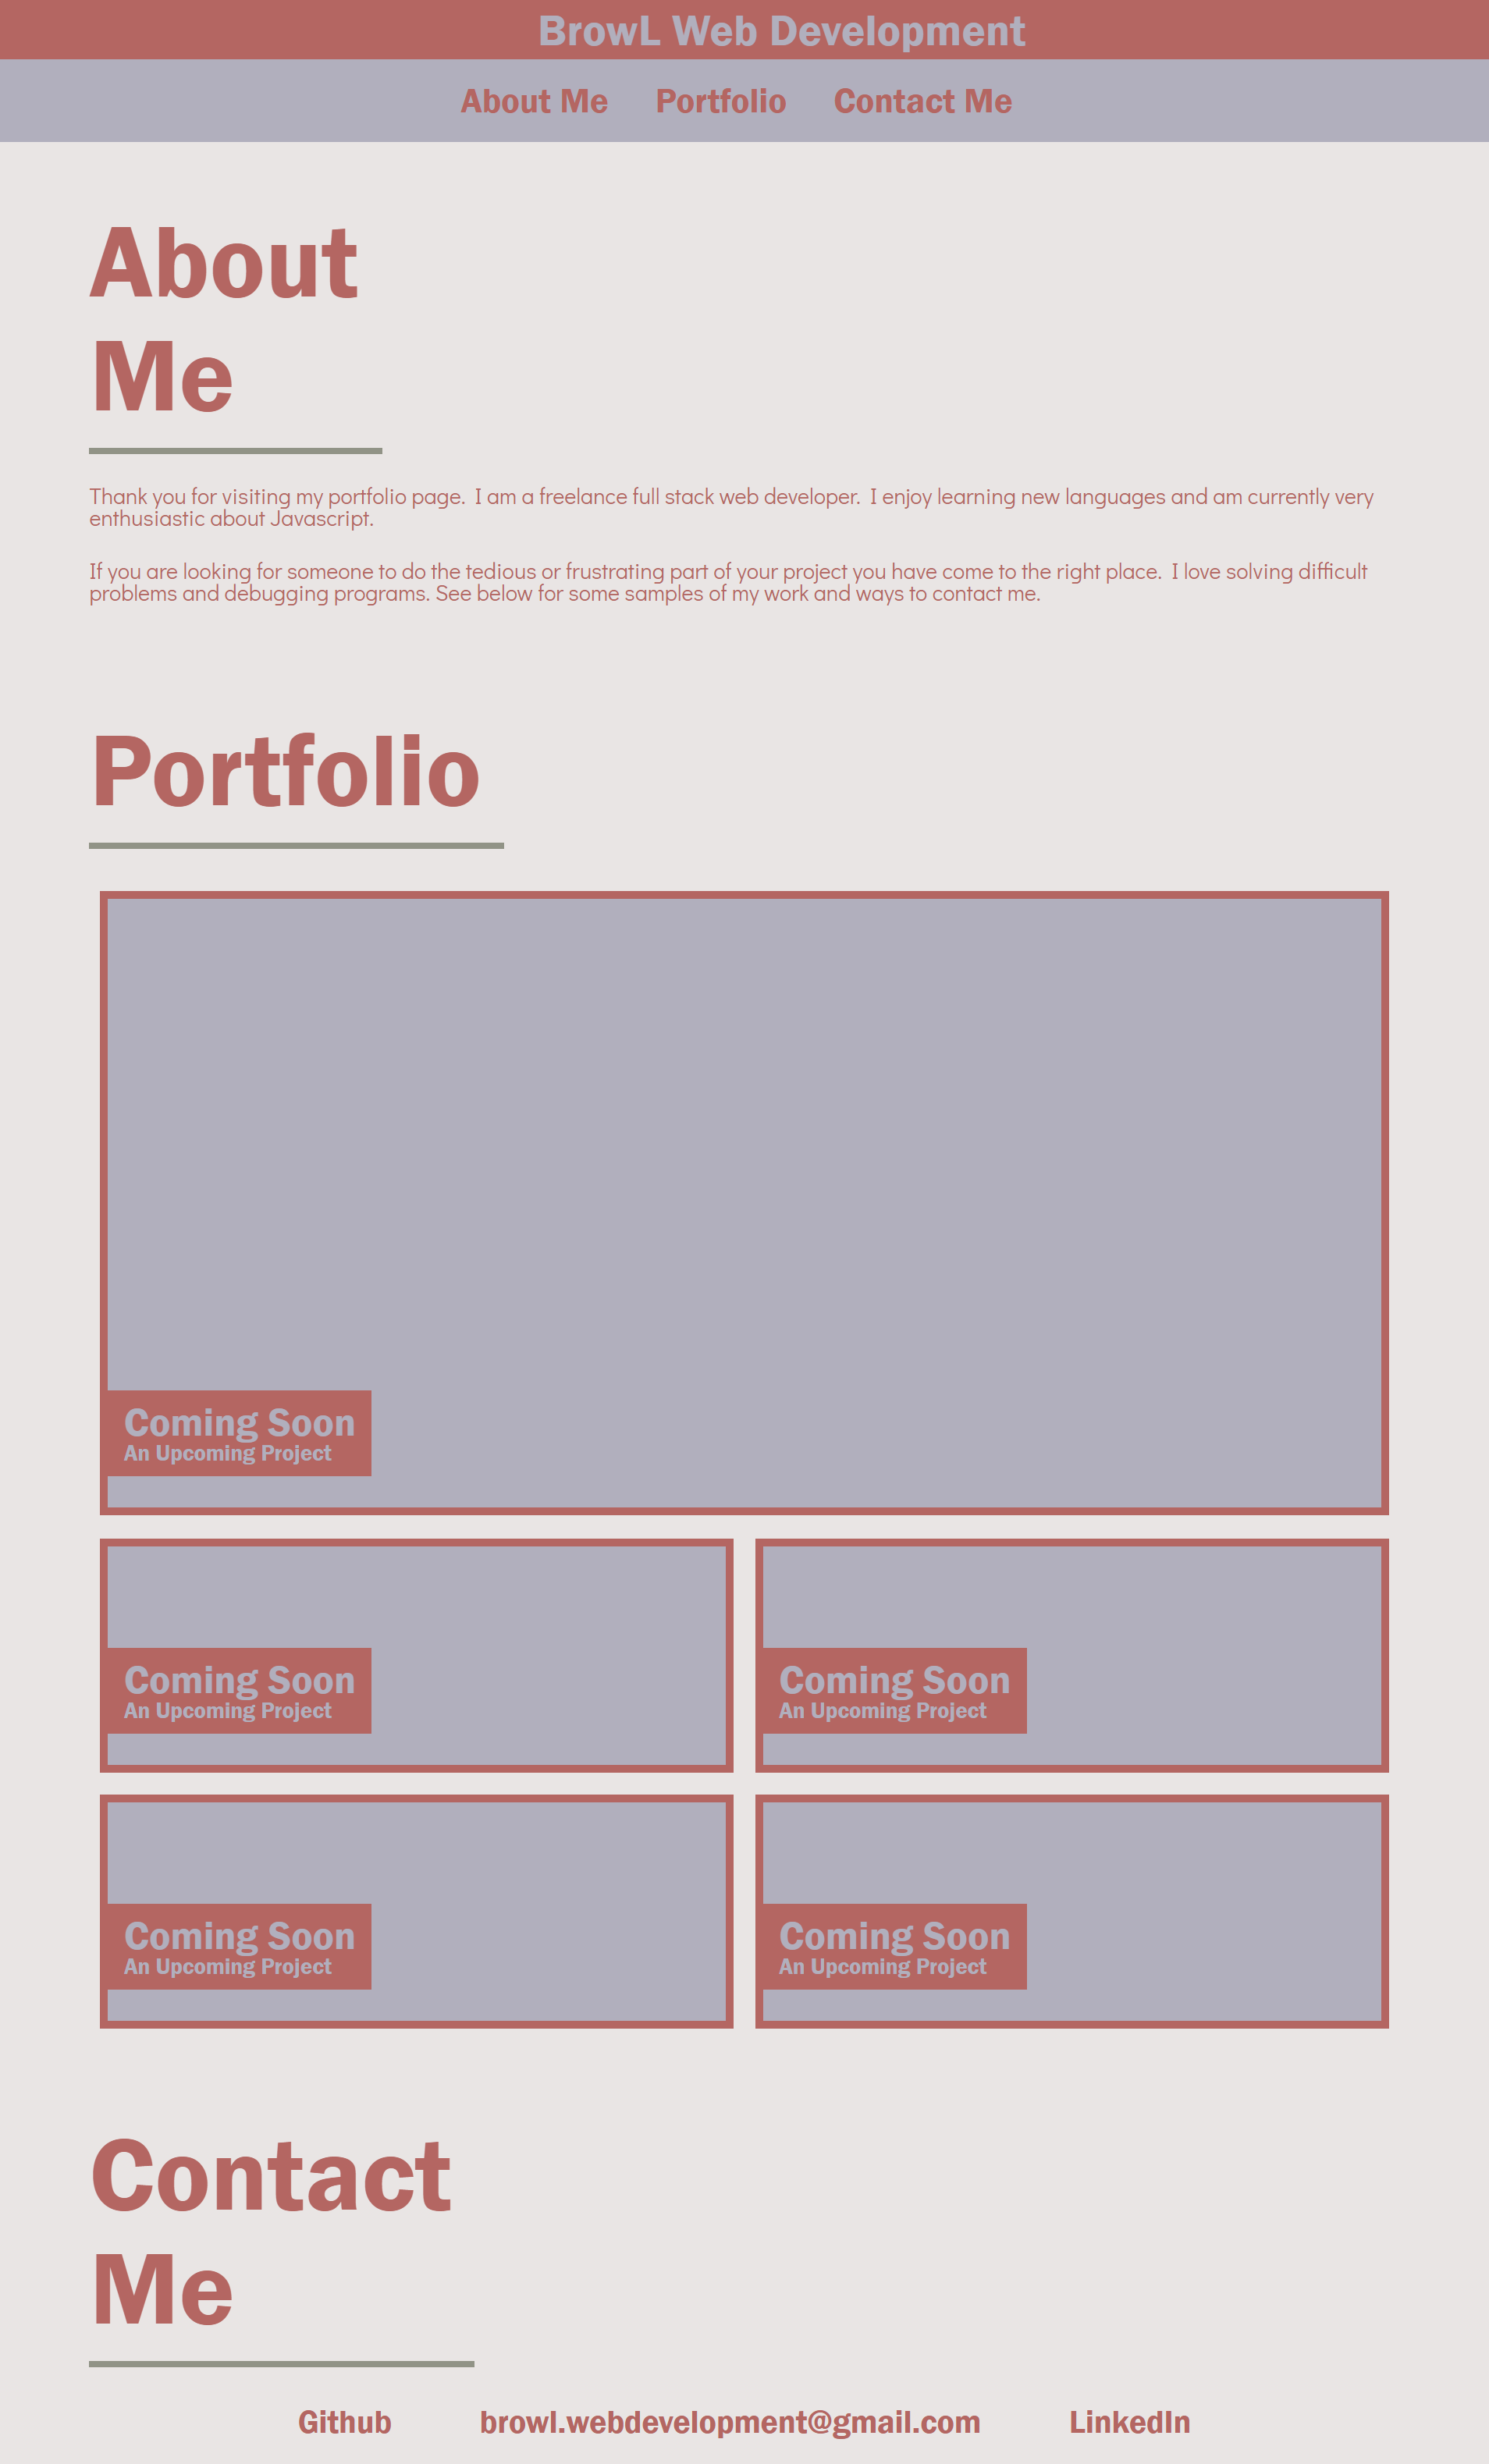 BrowL Web Development
About Me Portfolio Contact Me
About
Me
Thank you for visiting my portfolio page. I am a freelance full stack web developer. I enjoy learning new languages and am currently very
enthusiastic about Javascript.
If you are looking for someone to do the tedious or frustrating part of your project you have come to the right place. I love solving difficult
problems and debugging programs. See below for some samples of my work and ways to contact me.
Portfolio
Coming Soon
An Upcoming Project
Coming Soon
An Upcoming Project
Coming Soon
An Upcoming Project
Coming Soon
An Upcoming Project
Coming Soon
An Upcoming Project
Contact
Me
Github browl.webdevelopment@gmail.com LinkedIn